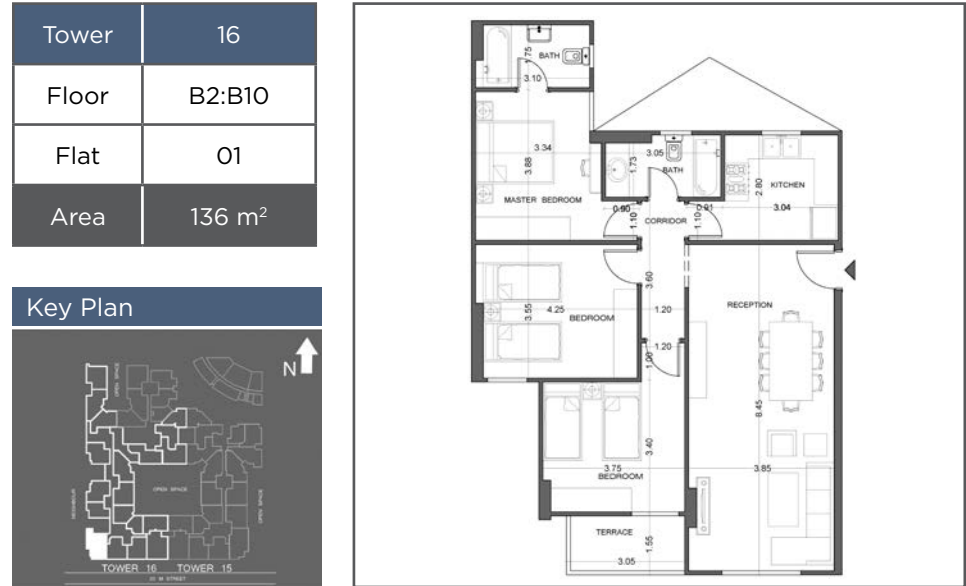 Tower 16
Floor B2:B10
Flat 01
Area 136 m²
Key Plan
N
OPEN SPACE
OPEN SPACE
OPEN SPACE
NEIGHBOUR
TOWER 16 TOWER 15
20 M STREET
BATH
1.75
3.10
3.34
3.88
MASTER BEDROOM
3.05
1.73
BATH
2.80
KITCHEN
3.04
0.90
1.10
CORRIDOR
0.91
1.10
3.60
1.20
RECEPTION
3.55
4.25
BEDROOM
1.20
1.00
8.45
3.85
3.40
3.75
BEDROOM
TERRACE
1.55
3.05